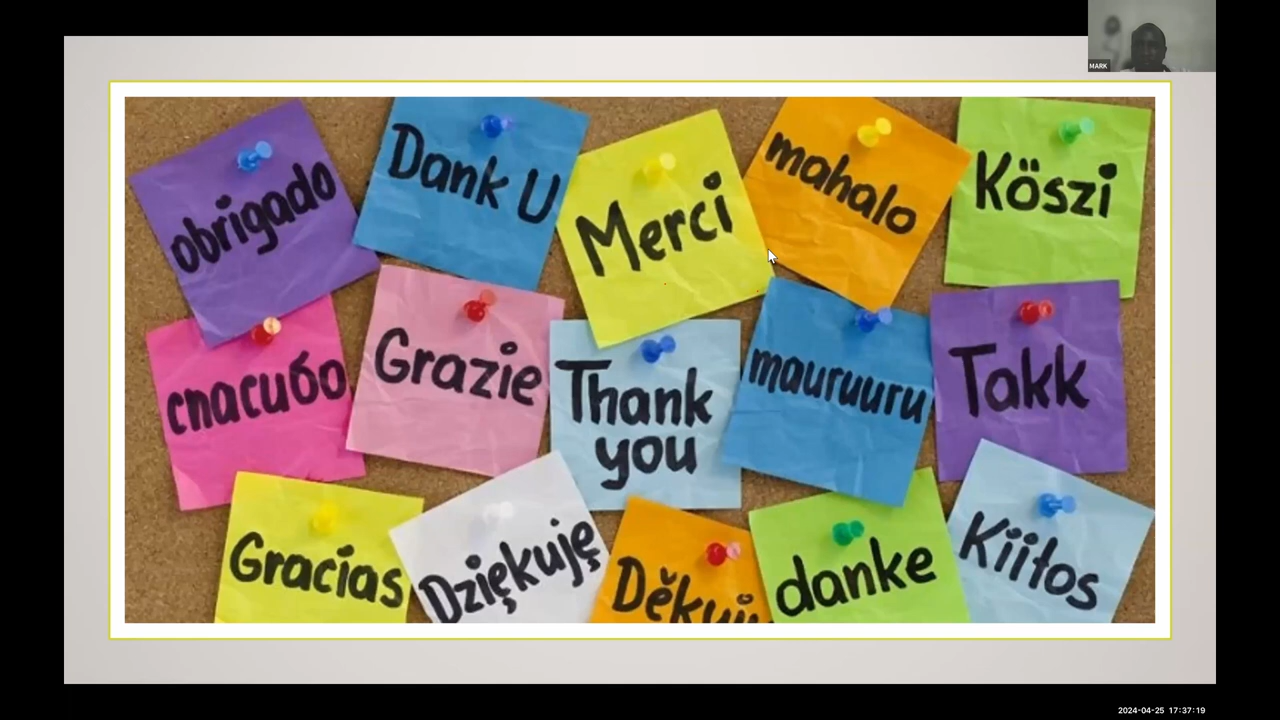 MARK
obrigado
Dank U
Merci
mahalo
Köszi
спасибо
Grazie
Thank
you
mauruuru
Takk
Gracias
Dziękuję
danke
Kiitos
2024-04-25 17:37:19